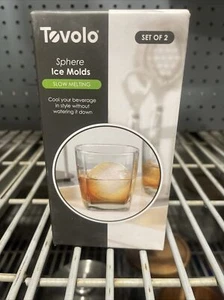 Tovolo
SET OF 2
Sphere
Ice Molds
SLOW MELTING
Cool your beverage
in style without
watering it down